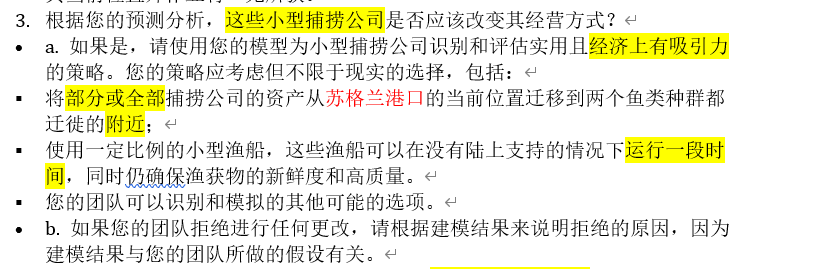 3. 根据您的预测分析，这些小型捕捞公司是否应该改变其经营方式？
• a. 如果是，请使用您的模型为小型捕捞公司识别和评估实用且经济上有吸引力
的策略。您的策略应考虑但不限于现实的选择，包括：
▪ 将部分或全部捕捞公司的资产从苏格兰港口的当前位置迁移到两个鱼类种群都
迁徙的附近；
▪ 使用一定比例的小型渔船，这些渔船可以在没有陆上支持的情况下运行一段时
间，同时仍确保渔获物的新鲜度和高质量。
▪ 您的团队可以识别和模拟的其他可能的选项。
• b. 如果您的团队拒绝进行任何更改，请根据建模结果来说明拒绝的原因，因为
建模结果与您的团队所做的假设有关。